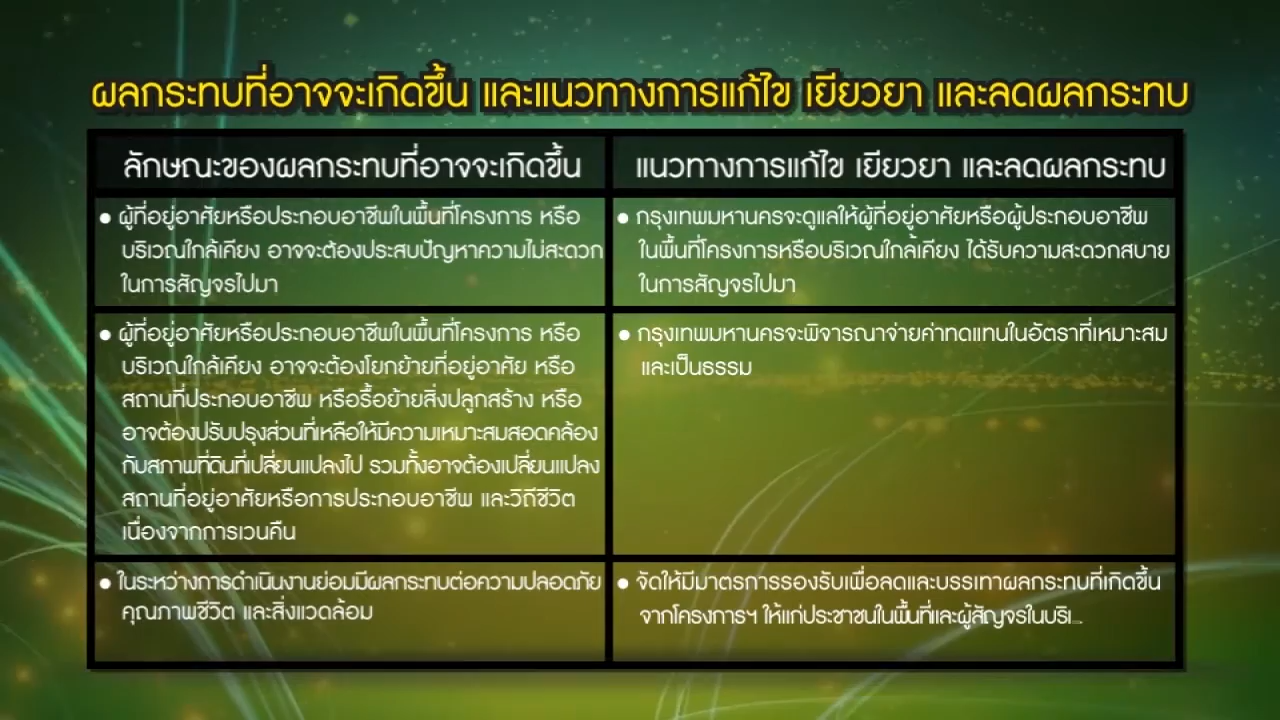 ผลกระทบที่อาจจะเกิดขึ้น และแนวทางการแก้ไข เยียวยา และลดผลกระทบ
ลักษณะของผลกระทบที่อาจจะเกิดขึ้น
แนวทางการแก้ไข เยียวยา และลดผลกระทบ
● ผู้ที่อยู่อาศัยหรือประกอบอาชีพในพื้นที่โครงการ หรือ
บริเวณใกล้เคียง อาจจะต้องประสบปัญหาความไม่สะดวก
ในการสัญจรไปมา
● กรุงเทพมหานครจะดูแลให้ผู้ที่อยู่อาศัยหรือผู้ประกอบอาชีพ
ในพื้นที่โครงการหรือบริเวณใกล้เคียง ได้รับความสะดวกสบาย
ในการสัญจรไปมา
● ผู้ที่อยู่อาศัยหรือประกอบอาชีพในพื้นที่โครงการ หรือ
บริเวณใกล้เคียง อาจจะต้องโยกย้ายที่อยู่อาศัย หรือ
สถานที่ประกอบอาชีพ หรือรื้อย้ายสิ่งปลูกสร้าง หรือ
อาจต้องปรับปรุงส่วนที่เหลือให้มีความเหมาะสมสอดคล้อง
กับสภาพที่ดินที่เปลี่ยนแปลงไป รวมทั้งอาจต้องเปลี่ยนแปลง
สถานที่อยู่อาศัยหรือการประกอบอาชีพ และวิถีชีวิต
เนื่องจากการเวนคืน
● กรุงเทพมหานครจะพิจารณาจ่ายค่าทดแทนในอัตราที่เหมาะสม
และเป็นธรรม
● ในระหว่างการดำเนินงานย่อมมีผลกระทบต่อความปลอดภัย
คุณภาพชีวิต และสิ่งแวดล้อม
● จัดให้มีมาตรการรองรับเพื่อลดและบรรเทาผลกระทบที่เกิดขึ้น
จากโครงการฯ ให้แก่ประชาชนในพื้นที่และผู้สัญจรในบริ